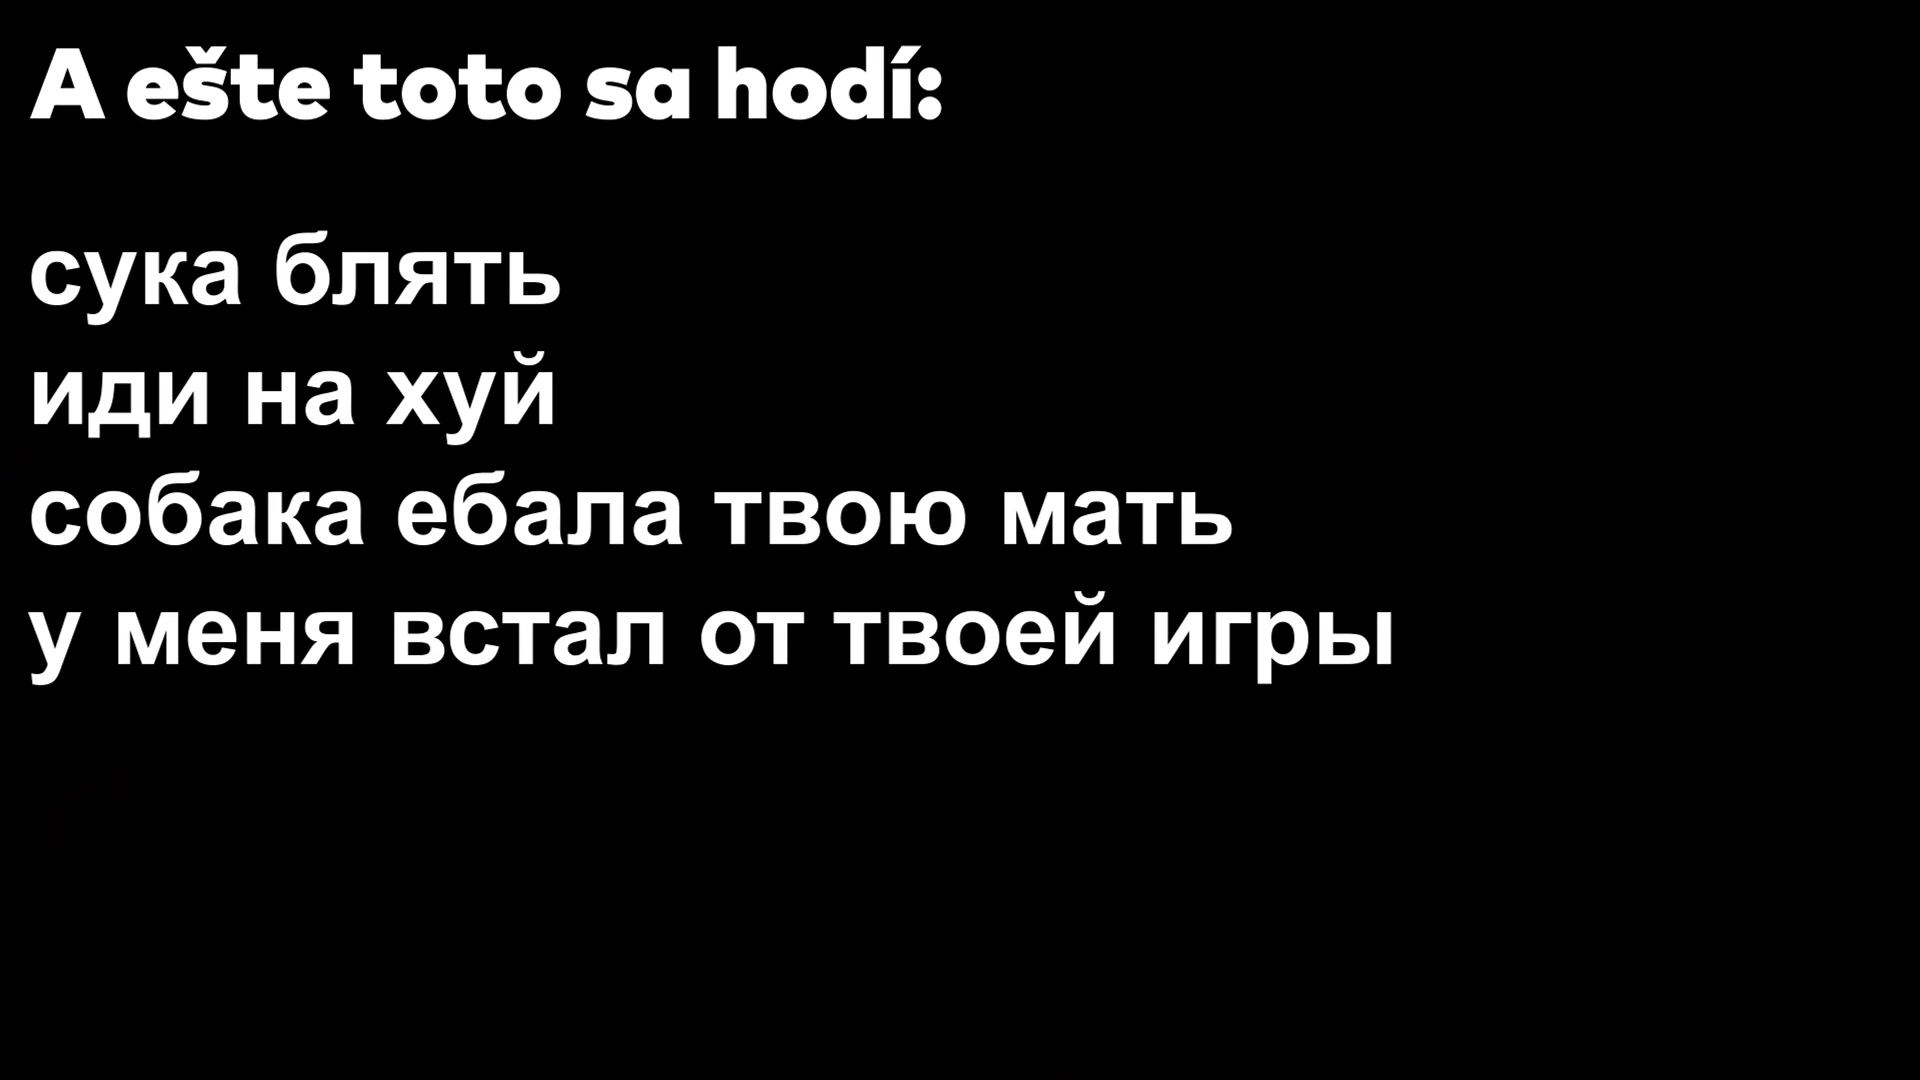 A ešte toto sa hodí:
сука блять
иди на хуй
собака ебала твою мать
у меня встал от твоей игры